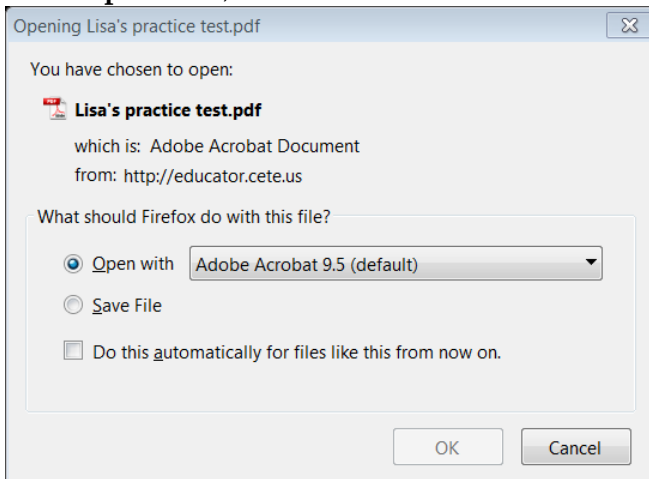 Opening Lisa's practice test.pdf
You have chosen to open:
Lisa's practice test.pdf
which is: Adobe Acrobat Document
from: http://educator.cete.us
What should Firefox do with this file?
Open with Adobe Acrobat 9.5 (default)
Save File
Do this automatically for files like this from now on.
OK Cancel